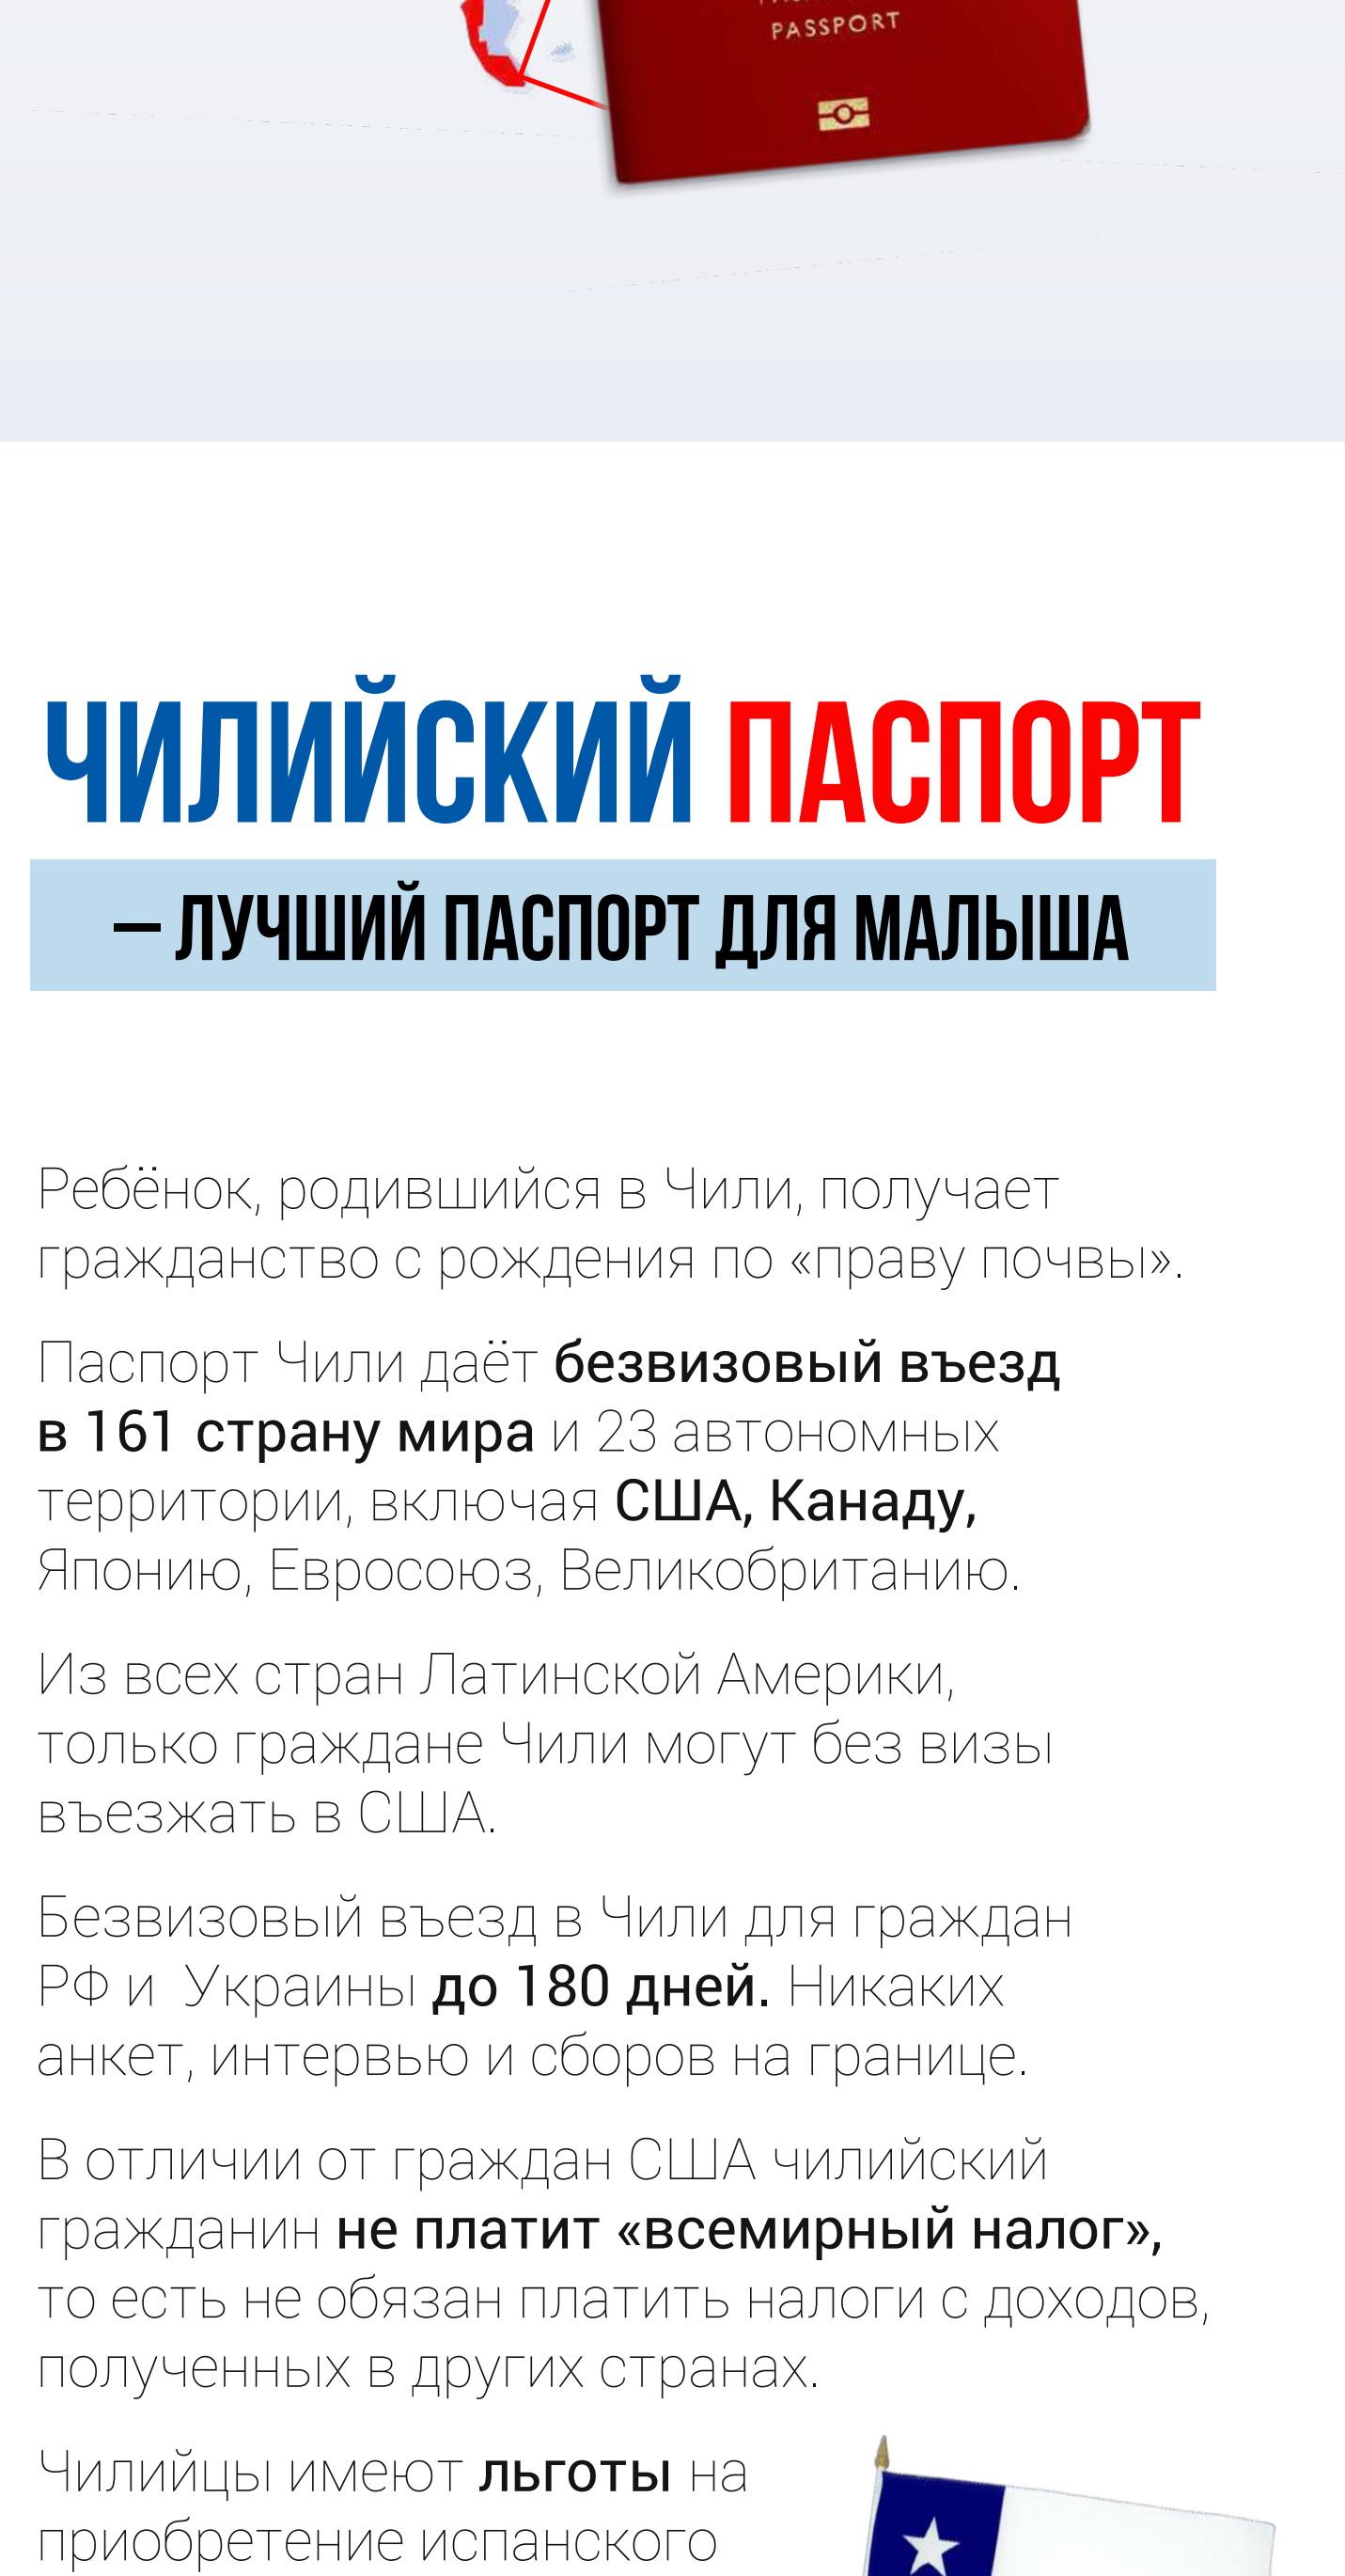 PASSPORT
ЧИЛИЙСКИЙ ПАСПОРТ
– ЛУЧШИЙ ПАСПОРТ ДЛЯ МАЛЫША
Ребёнок, родившийся в Чили, получает
гражданство с рождения по «праву почвы».
Паспорт Чили даёт безвизовый въезд
в 161 страну мира и 23 автономных
территории, включая США, Канаду,
Японию, Евросоюз, Великобританию.
Из всех стран Латинской Америки,
только граждане Чили могут без визы
въезжать в США.
Безвизовый въезд в Чили для граждан
РФ и  Украины до 180 дней. Никаких
анкет, интервью и сборов на границе.
В отличии от граждан США чилийский
гражданин не платит «всемирный налог»,
то есть не обязан платить налоги с доходов,
полученных в других странах.
Чилийцы имеют льготы на
приобретение испанского